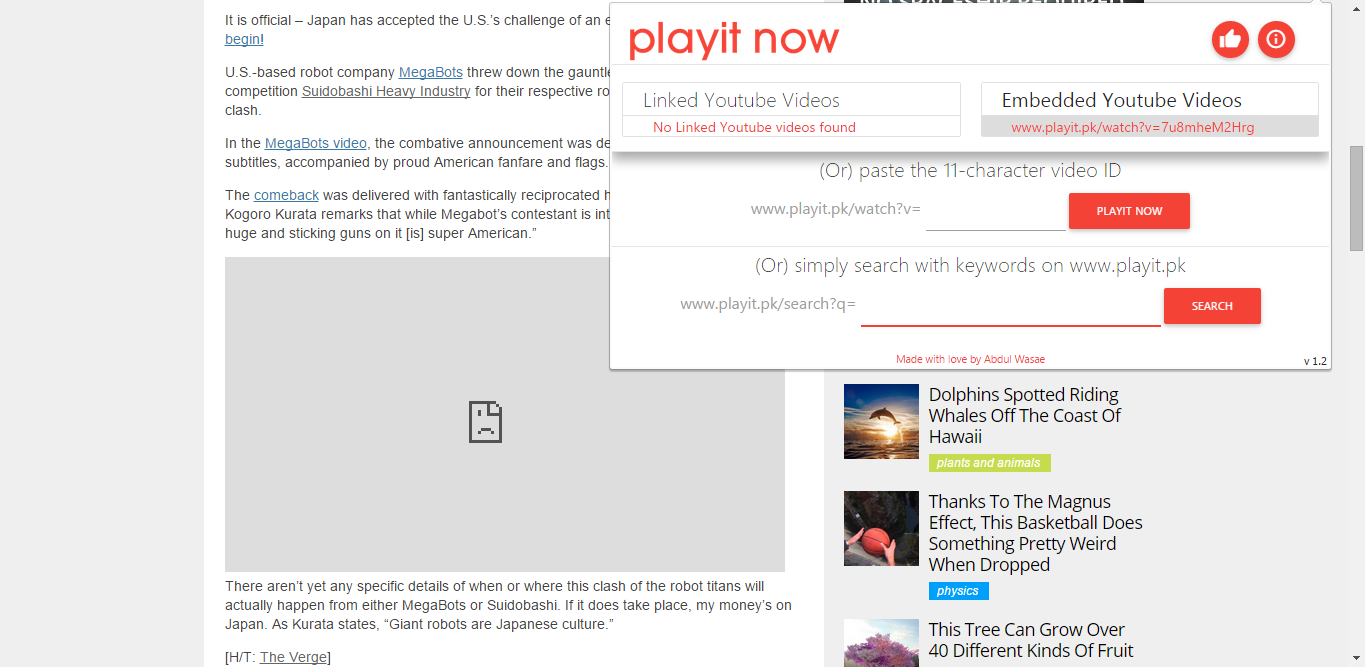 It is official – Japan has accepted the U.S.’s challenge of an e
begin!
U.S.-based robot company MegaBots threw down the gauntle
competition Suidobashi Heavy Industry for their respective ro
clash.
In the MegaBots video, the combative announcement was de
subtitles, accompanied by proud American fanfare and flags.
The comeback was delivered with fantastically reciprocated h
Kogoro Kurata remarks that while Megabot’s contestant is int
huge and sticking guns on it [is] super American.”
There aren’t yet any specific details of when or where this clash of the robot titans will
actually happen from either MegaBots or Suidobashi. If it does take place, my money’s on
Japan. As Kurata states, “Giant robots are Japanese culture.”
[H/T: The Verge]
playit now
Linked Youtube Videos
No Linked Youtube videos found
Embedded Youtube Videos
www.playit.pk/watch?v=7u8mheM2Hrg
(Or) paste the 11-character video ID
www.playit.pk/watch?v=
PLAYIT NOW
(Or) simply search with keywords on www.playit.pk
www.playit.pk/search?q=
SEARCH
Made with love by Abdul Wasae
v 1.2
Dolphins Spotted Riding
Whales Off The Coast Of
Hawaii
plants and animals
Thanks To The Magnus
Effect, This Basketball Does
Something Pretty Weird
When Dropped
physics
This Tree Can Grow Over
40 Different Kinds Of Fruit